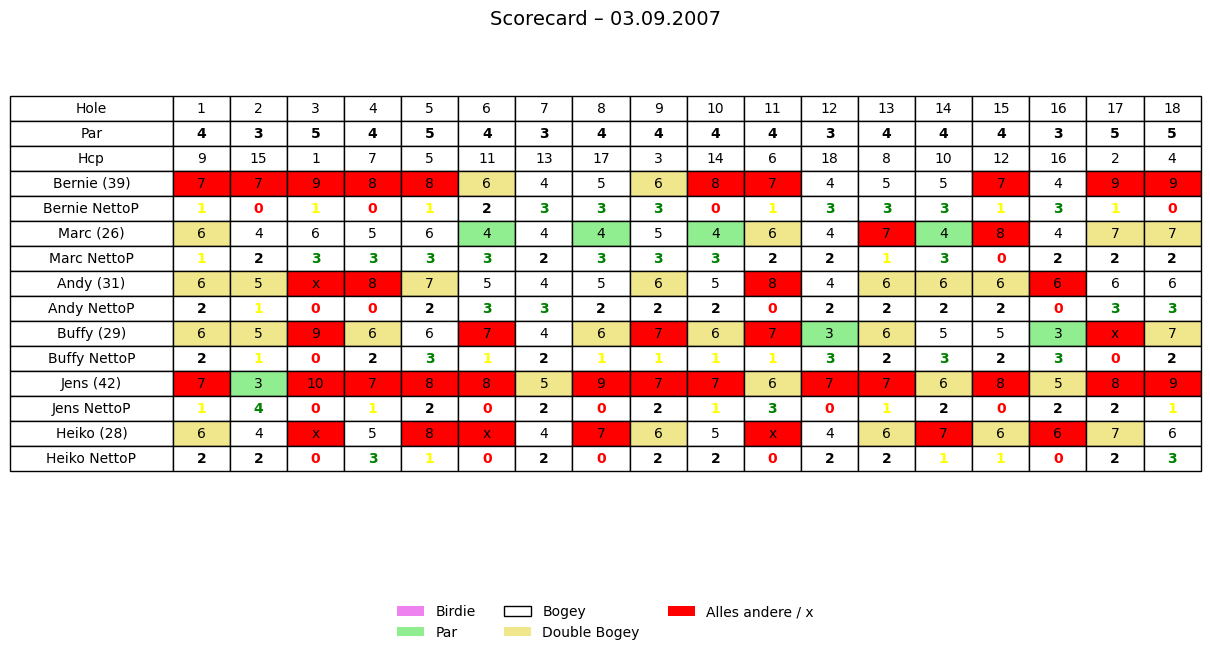 Scorecard – 03.09.2007
Hole 1 2 3 4 5 6 7 8 9 10 11 12 13 14 15 16 17 18
Par 4 3 5 4 5 4 3 4 4 4 4 3 4 4 4 3 5 5
Hcp 9 15 1 7 5 11 13 17 3 14 6 18 8 10 12 16 2 4
Bernie (39) 7 7 9 8 8 6 4 5 6 8 7 4 5 5 7 4 9 9
Bernie NettoP 1 0 1 0 1 2 3 3 3 0 1 3 3 3 1 3 1 0
Marc (26) 6 4 6 5 6 4 4 4 5 4 6 4 7 4 8 4 7 7
Marc NettoP 1 2 3 3 3 3 2 3 3 3 2 2 1 3 0 2 2 2
Andy (31) 6 5 x 8 7 5 4 5 6 5 8 4 6 6 6 6 6 6
Andy NettoP 2 1 0 0 2 3 3 2 2 2 0 2 2 2 2 0 3 3
Buffy (29) 6 5 9 6 6 7 4 6 7 6 7 3 6 5 5 3 x 7
Buffy NettoP 2 1 0 2 3 1 2 1 1 1 1 3 2 3 2 3 0 2
Jens (42) 7 3 10 7 8 8 5 9 7 7 6 7 7 6 8 5 8 9
Jens NettoP 1 4 0 1 2 0 2 0 2 1 3 0 1 2 0 2 2 1
Heiko (28) 6 4 x 5 8 x 4 7 6 5 x 4 6 7 6 6 7 6
Heiko NettoP 2 2 0 3 1 0 2 0 2 2 0 2 2 1 1 0 2 3
Birdie Bogey Alles andere / x
Par Double Bogey